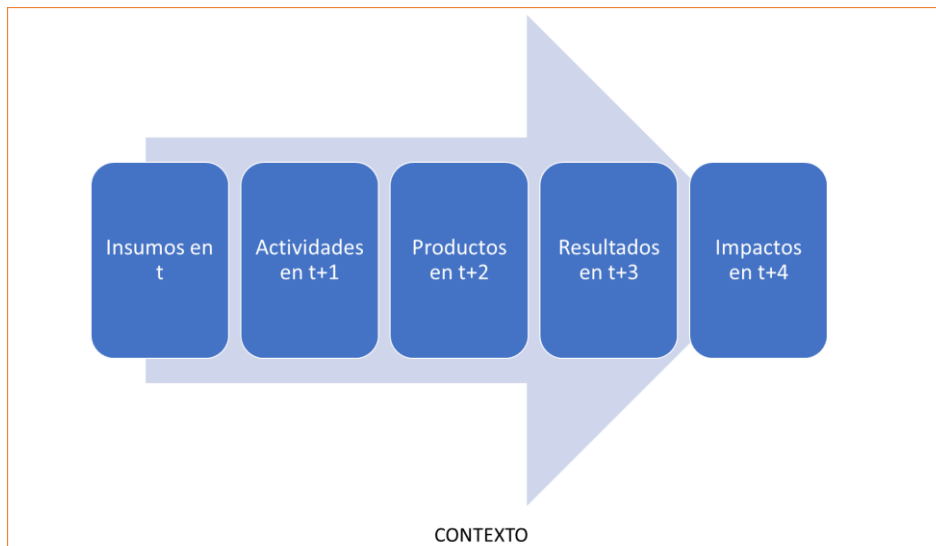 Insumos en
t
Actividades
en t+1
Productos
en t+2
Resultados
en t+3
Impactos
en t+4
CONTEXTO